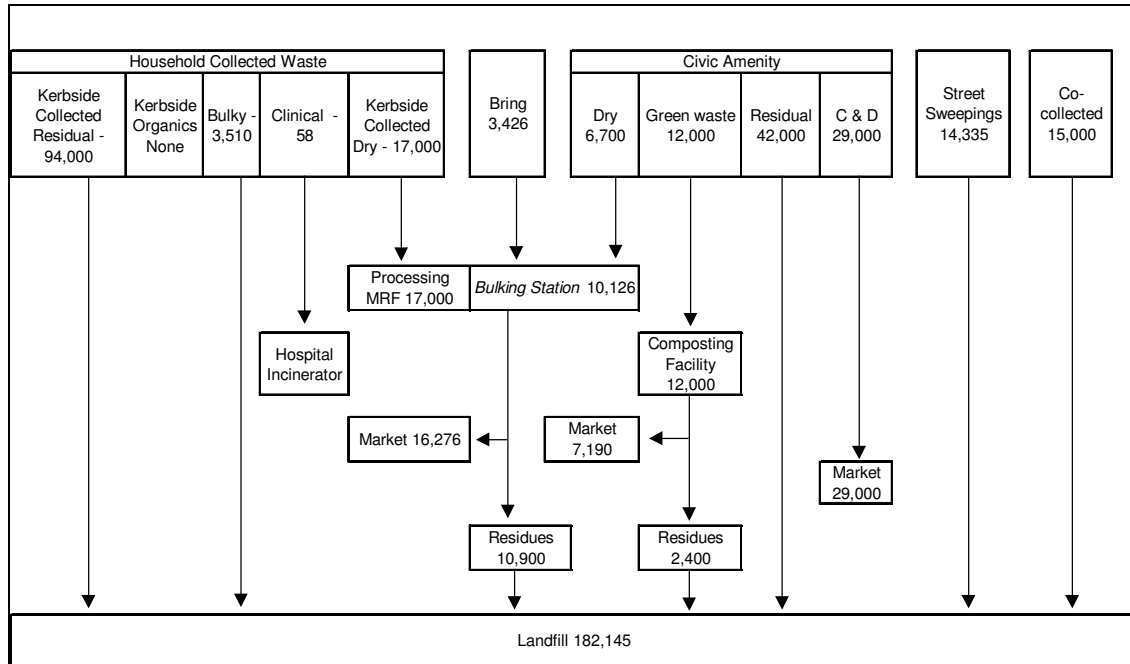 Household Collected Waste
Kerbside
Collected
Residual -
94,000
Kerbside
Organics
None
Bulky -
3,510
Clinical -
58
Kerbside
Collected
Dry - 17,000
Bring
3,426
Civic Amenity
Dry
6,700
Green waste
12,000
Residual
42,000
C & D
29,000
Street
Sweepings
14,335
Co-
collected
15,000
Processing
MRF 17,000
Bulking Station 10,126
Hospital
Incinerator
Composting
Facility
12,000
Market 16,276
Market
7,190
Market
29,000
Residues
10,900
Residues
2,400
Landfill 182,145